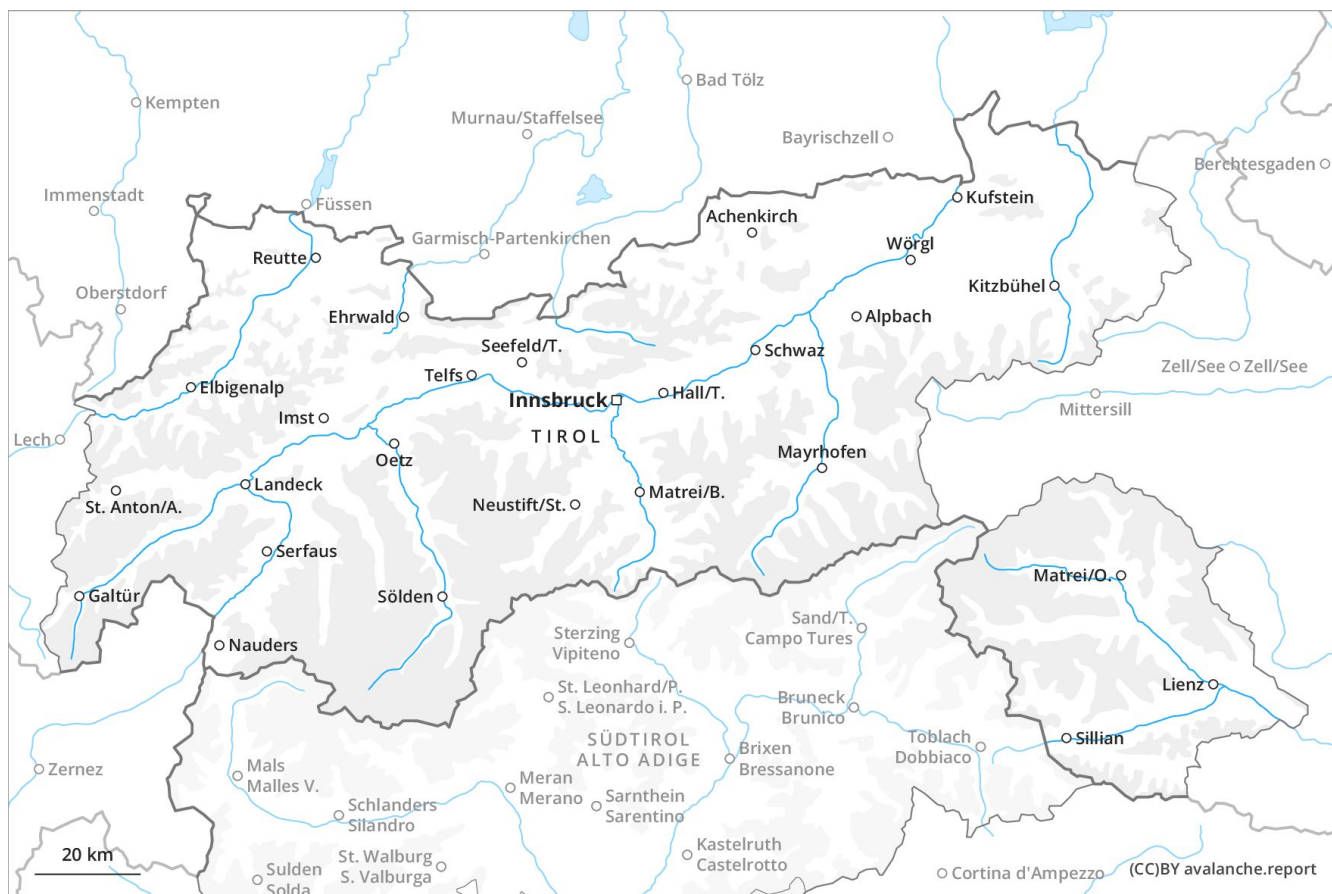 Kempten
Bad Tölz
Murnau/Staffelsee
Bayrischzell
Berchtesgaden
Immenstadt
Füssen
Kufstein
Achenkirch
Garmisch-Partenkirchen
Wörgl
Reutte
Oberstdorf
Kitzbühel
Ehrwald
Alpbach
Seefeld/T.
Schwaz
Telfs
Zell/See
Zell/See
Elbigenalp
Innsbruck
Hall/T.
Mittersill
Imst
TIROL
Lech
Oetz
Mayrhofen
Landeck
St. Anton/A.
Neustift/St.
Matrei/B.
Serfaus
Matrei/O.
Galtür
Sölden
Sand/T.
Campo Tures
Sterzing
Vipiteno
Nauders
Lienz
St. Leonhard/P.
S. Leonardo i. P.
Bruneck
Brunico
SÜDTIROL
ALTO ADIGE
Toblach
Dobbiaco
Sillian
Brixen
Bressanone
Zernez
Mals
Malles V.
Meran
Merano
Schlanders
Silandro
Sarnthein
Sarentino
20 km
St. Walburg
S. Valburga
Kastelruth
Castelrotto
Sulden
Solda
Cortina d'Ampezzo
(CC)BY avalanche.report